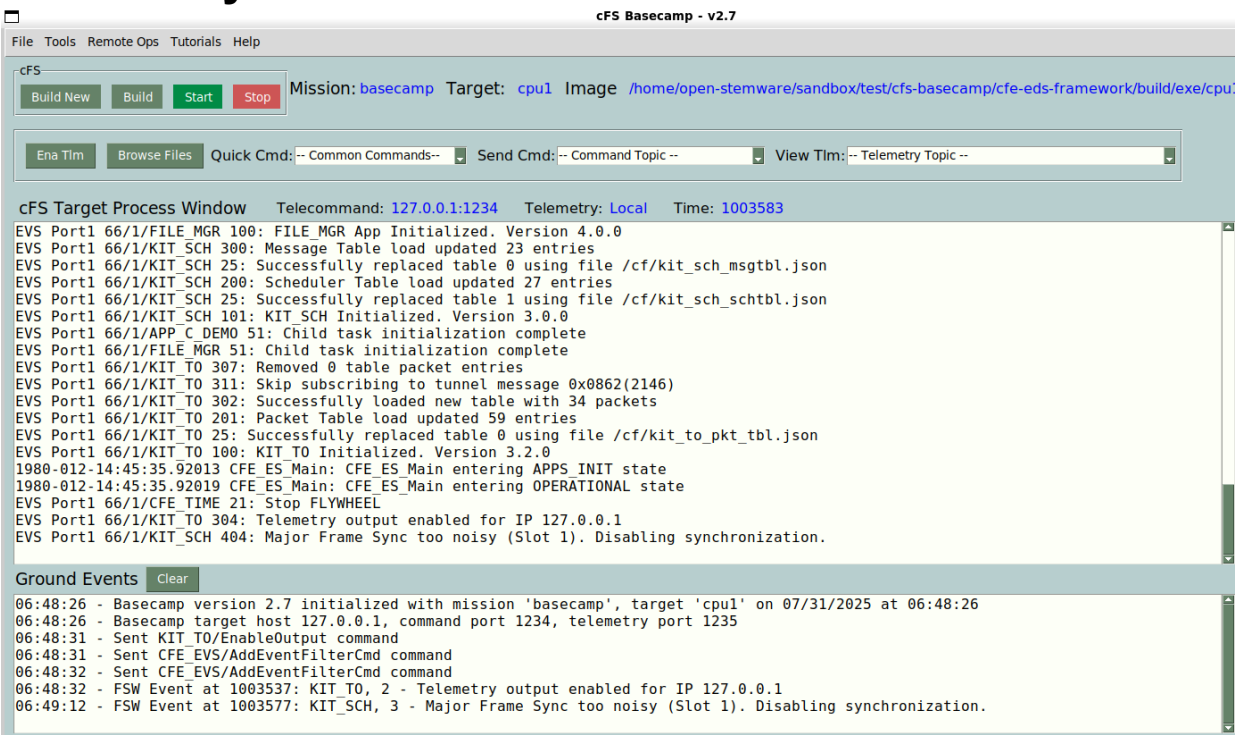 cFS Basecamp - v2.7
File Tools Remote Ops Tutorials Help
cFS
Build New Build Start Stop Mission: basecamp Target: cpu1 Image /home/open-stemware/sandbox/test/cfs-basecamp/cfe-eds-framework/build/exe/cpu1
Ena Tlm Browse Files Quick Cmd: -- Common Commands-- Send Cmd: -- Command Topic -- View Tlm: -- Telemetry Topic --
cFS Target Process Window Telecommand: 127.0.0.1:1234 Telemetry: Local Time: 1003583
EVS Port1 66/1/FILE_MGR 100: FILE_MGR App Initialized. Version 4.0.0
EVS Port1 66/1/KIT_SCH 300: Message Table load updated 23 entries
EVS Port1 66/1/KIT_SCH 25: Successfully replaced table 0 using file /cf/kit_sch_msgtbl.json
EVS Port1 66/1/KIT_SCH 200: Scheduler Table load updated 27 entries
EVS Port1 66/1/KIT_SCH 25: Successfully replaced table 1 using file /cf/kit_sch_schtbl.json
EVS Port1 66/1/KIT_SCH 101: KIT_SCH Initialized. Version 3.0.0
EVS Port1 66/1/APP_C_DEMO 51: Child task initialization complete
EVS Port1 66/1/FILE_MGR 51: Child task initialization complete
EVS Port1 66/1/KIT_TO 307: Removed 0 table packet entries
EVS Port1 66/1/KIT_TO 311: Skip subscribing to tunnel message 0x0862(2146)
EVS Port1 66/1/KIT_TO 302: Successfully loaded new table with 34 packets
EVS Port1 66/1/KIT_TO 201: Packet Table load updated 59 entries
EVS Port1 66/1/KIT_TO 25: Successfully replaced table 0 using file /cf/kit_to_pkt_tbl.json
EVS Port1 66/1/KIT_TO 100: KIT_TO Initialized. Version 3.2.0
1980-012-14:45:35.92013 CFE_ES_Main: CFE_ES_Main entering APPS_INIT state
1980-012-14:45:35.92019 CFE_ES_Main: CFE_ES_Main entering OPERATIONAL state
EVS Port1 66/1/CFE_TIME 21: Stop FLYWHEEL
EVS Port1 66/1/KIT_TO 304: Telemetry output enabled for IP 127.0.0.1
EVS Port1 66/1/KIT_SCH 404: Major Frame Sync too noisy (Slot 1). Disabling synchronization.
Ground Events Clear
06:48:26 - Basecamp version 2.7 initialized with mission 'basecamp', target 'cpu1' on 07/31/2025 at 06:48:26
06:48:26 - Basecamp target host 127.0.0.1, command port 1234, telemetry port 1235
06:48:31 - Sent KIT_TO/EnableOutput command
06:48:31 - Sent CFE_EVS/AddEventFilterCmd command
06:48:32 - Sent CFE_EVS/AddEventFilterCmd command
06:48:32 - FSW Event at 1003537: KIT_TO, 2 - Telemetry output enabled for IP 127.0.0.1
06:49:12 - FSW Event at 1003577: KIT_SCH, 3 - Major Frame Sync too noisy (Slot 1). Disabling synchronization.